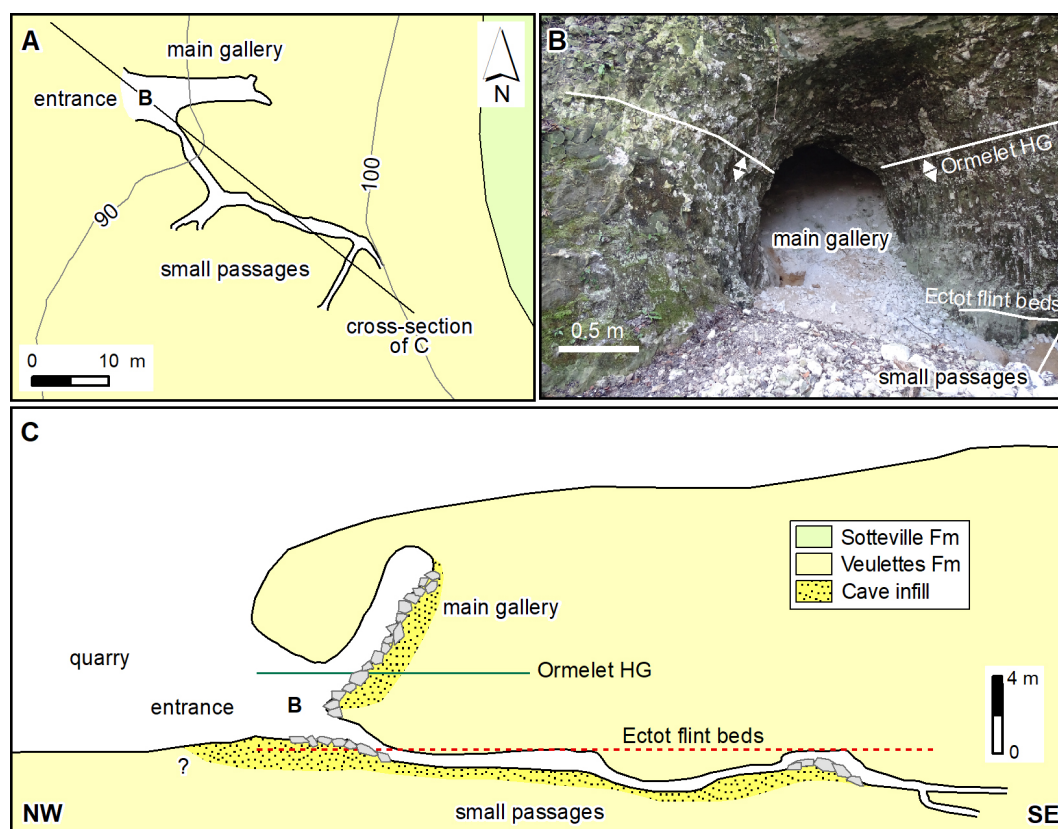 A
main gallery
entrance
B
N
90
100
small passages
cross-section
of C
0 10 m
B
Ormelet HG
main gallery
Ectot flint beds
0.5 m
small passages
C
Sotteville Fm
Veulettes Fm
Cave infill
main gallery
quarry
Ormelet HG
entrance
B
4 m
0
Ectot flint beds
?
small passages
NW
SE